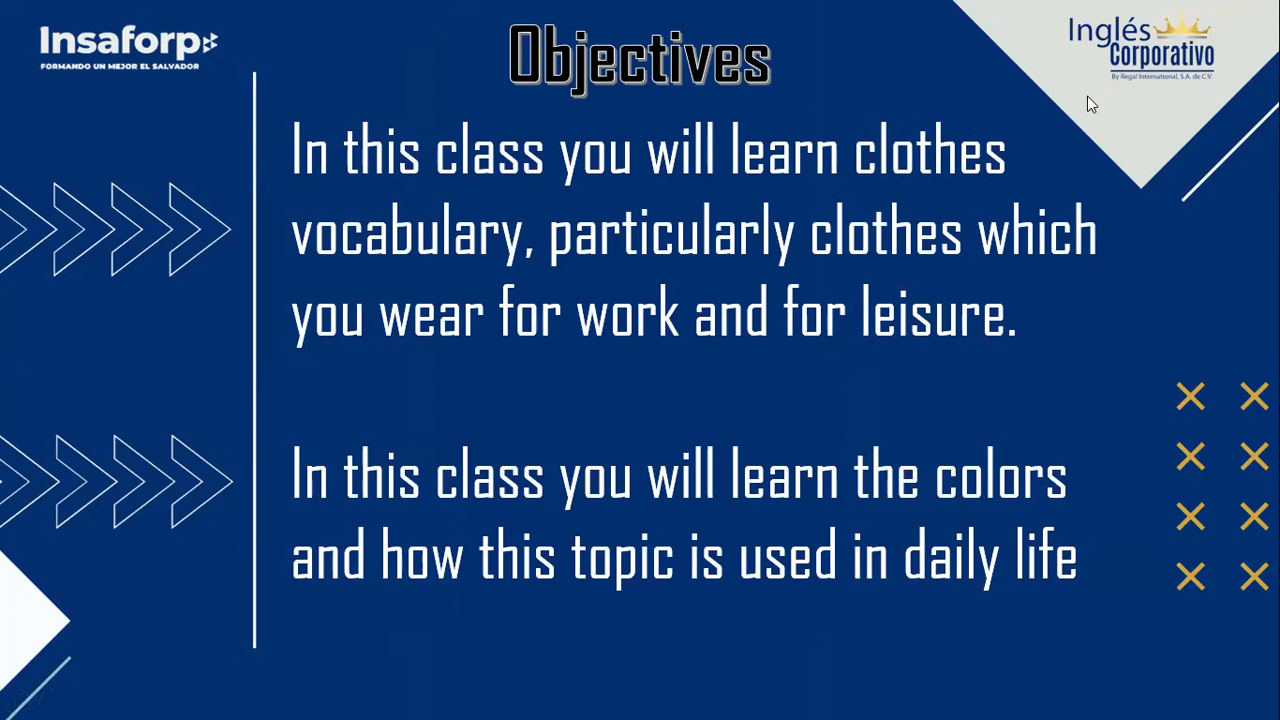 Insaforp
FORMANDO UN MEJOR EL SALVADOR
Objectives
Inglés
Corporativo
By Regal International, S.A. de C.V.
In this class you will learn clothes
vocabulary, particularly clothes which
you wear for work and for leisure.
In this class you will learn the colors
and how this topic is used in daily life